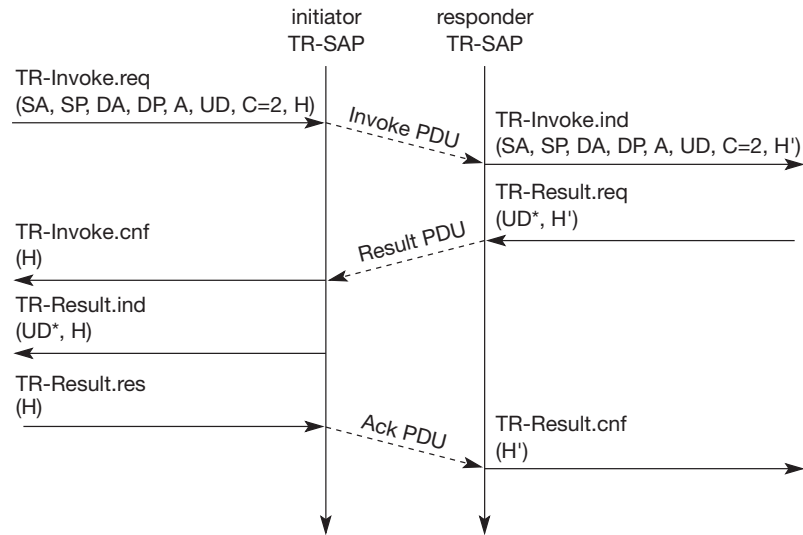 initiator
TR-SAP
responder
TR-SAP
TR-Invoke.req
(SA, SP, DA, DP, A, UD, C=2, H)
Invoke PDU
TR-Invoke.ind
(SA, SP, DA, DP, A, UD, C=2, H')
TR-Result.req
(UD*, H')
Result PDU
TR-Invoke.cnf
(H)
TR-Result.ind
(UD*, H)
TR-Result.res
(H)
Ack PDU
TR-Result.cnf
(H')